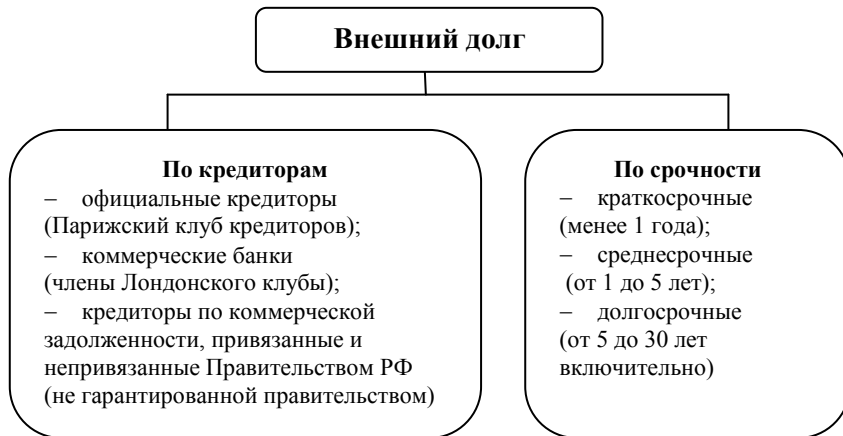 Внешний долг
По кредиторам
– официальные кредиторы
(Парижский клуб кредиторов);
– коммерческие банки
(члены Лондонского клубы);
– кредиторы по коммерческой
задолженности, привязанные и
непривязанные Правительством РФ
(не гарантированной правительством)
По срочности
– краткосрочные
(менее 1 года);
– среднесрочные
(от 1 до 5 лет);
– долгосрочные
(от 5 до 30 лет
включительно)